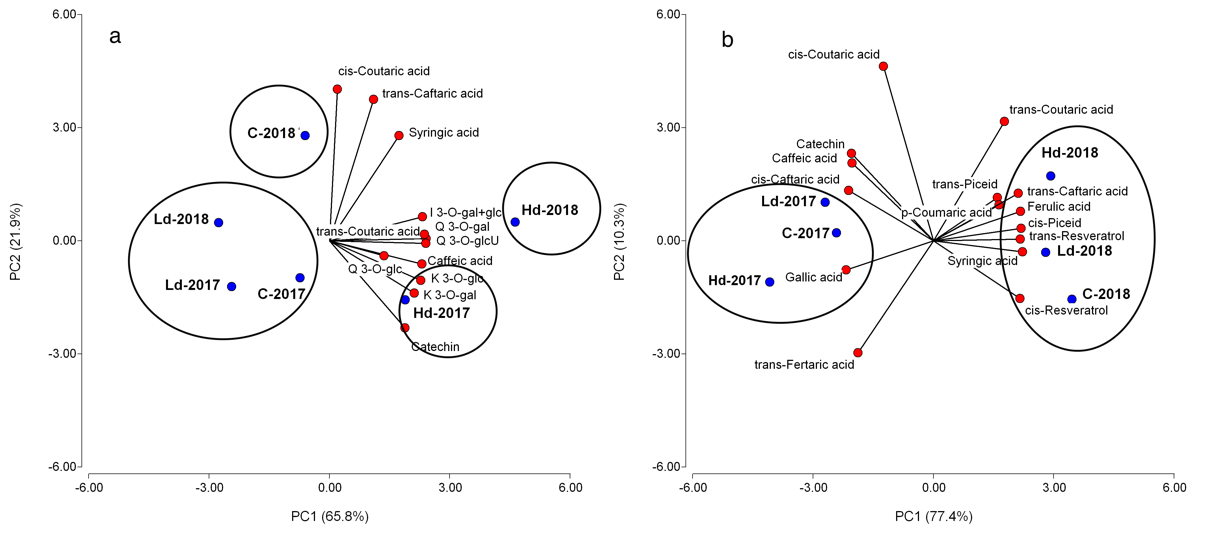 a
6.00
3.00
0.00
-3.00
-6.00
PC2 (21.9%)
cis-Coutaric acid
trans-Caftaric acid
Syringic acid
C-2018
Hd-2018
I 3-O-gal+glc
Q 3-O-gal
trans-Coutaric acid
Q 3-O-glcU
Ld-2018
Caffeic acid
Q 3-O-glc
K 3-O-glc
Ld-2017
C-2017
K 3-O-gal
Hd-2017
Catechin
-6.00 -3.00 0.00 3.00 6.00
PC1 (65.8%)
b
6.00
3.00
0.00
-3.00
-6.00
PC2 (10.3%)
cis-Coutaric acid
trans-Coutaric acid
Catechin
Caffeic acid
Hd-2018
cis-Caftaric acid
trans-Piceid
trans-Caftaric acid
Ld-2017
p-Coumaric acid
Ferulic acid
cis-Piceid
C-2017
trans-Resveratrol
Ld-2018
Syringic acid
Hd-2017
Gallic acid
C-2018
cis-Resveratrol
trans-Fertaric acid
-6.00 -3.00 0.00 3.00 6.00
PC1 (77.4%)